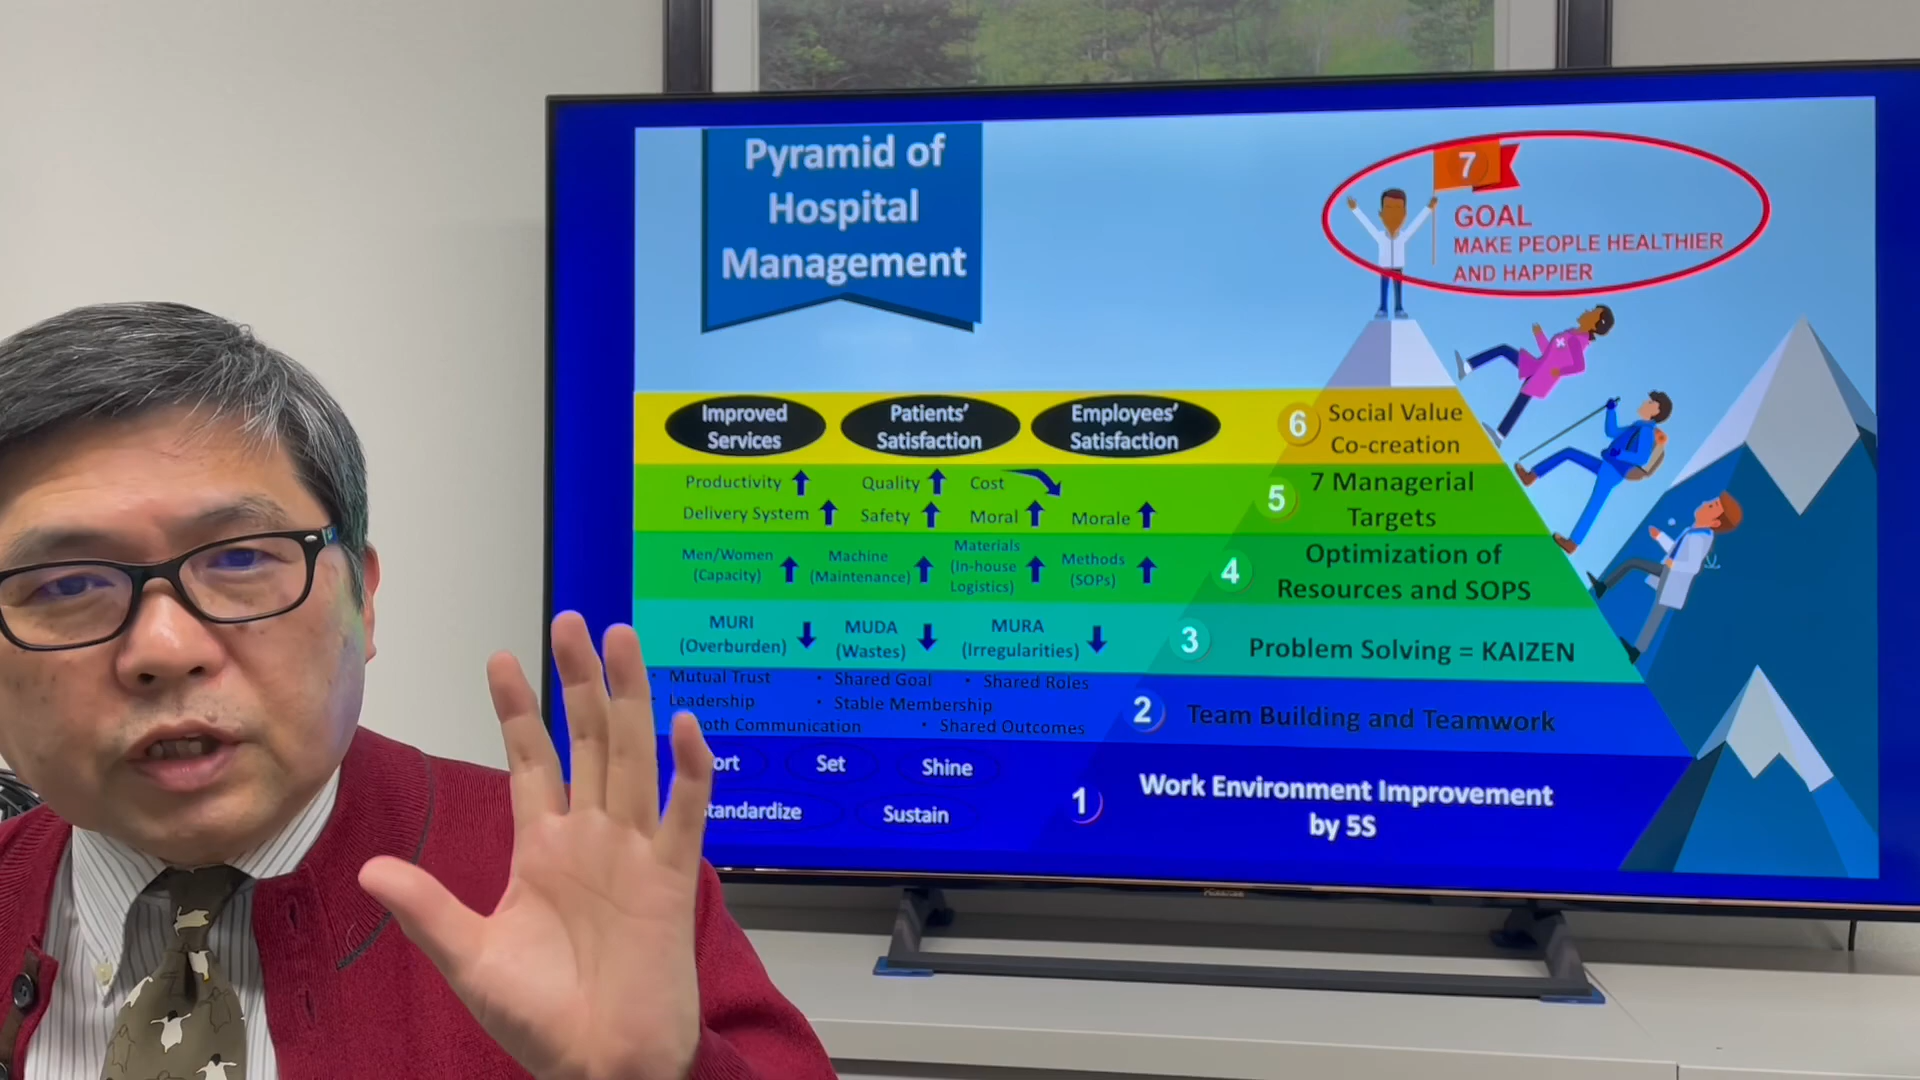 Pyramid of
Hospital
Management
7
GOAL
MAKE PEOPLE HEALTHIER
AND HAPPIER
Improved
Services
Patients'
Satisfaction
Employees'
Satisfaction
6
Social Value
Co-creation
Productivity
Quality
Cost
Delivery System
Safety
Moral
Morale
5
7 Managerial
Targets
Men/Women
(Capacity)
Machine
(Maintenance)
Materials
(In-house
Logistics)
Methods
(SOPs)
4
Optimization of
Resources and SOPS
MURI
(Overburden)
MUDA
(Wastes)
MURA
(Irregularities)
3
Problem Solving = KAIZEN
• Mutual Trust
• Shared Goal
• Shared Roles
• Leadership
• Stable Membership
ooth Communication
• Shared Outcomes
2
Team Building and Teamwork
ort
Set
Shine
tandardize
Sustain
1
Work Environment Improvement
by 5S